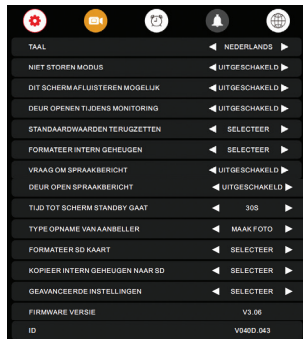 TAAL NEDERLANDS
NIET STOREN MODUS UITGESCHAKELD
DIT SCHERM AFLUISTEREN MOGELIJK UITGESCHAKELD
DEUR OPENEN TIJDENS MONITORING UITGESCHAKELD
STANDAARDWAARDEN TERUGZETTEN SELECTEER
FORMATEER INTERN GEHEUGEN SELECTEER
VRAAG OM SPRAAKBERICHT UITGESCHAKELD
DEUR OPEN SPRAAKBERICHT UITGESCHAKELD
TIJD TOT SCHERM STANDBY GAAT 30S
TYPE OPNAME VAN AANBELLER MAAK FOTO
FORMATEER SD KAART SELECTEER
KOPIEER INTERN GEHEUGEN NAAR SD SELECTEER
GEAVANCEERDE INSTELLINGEN SELECTEER
FIRMWARE VERSIE V3.06
ID V040D.043